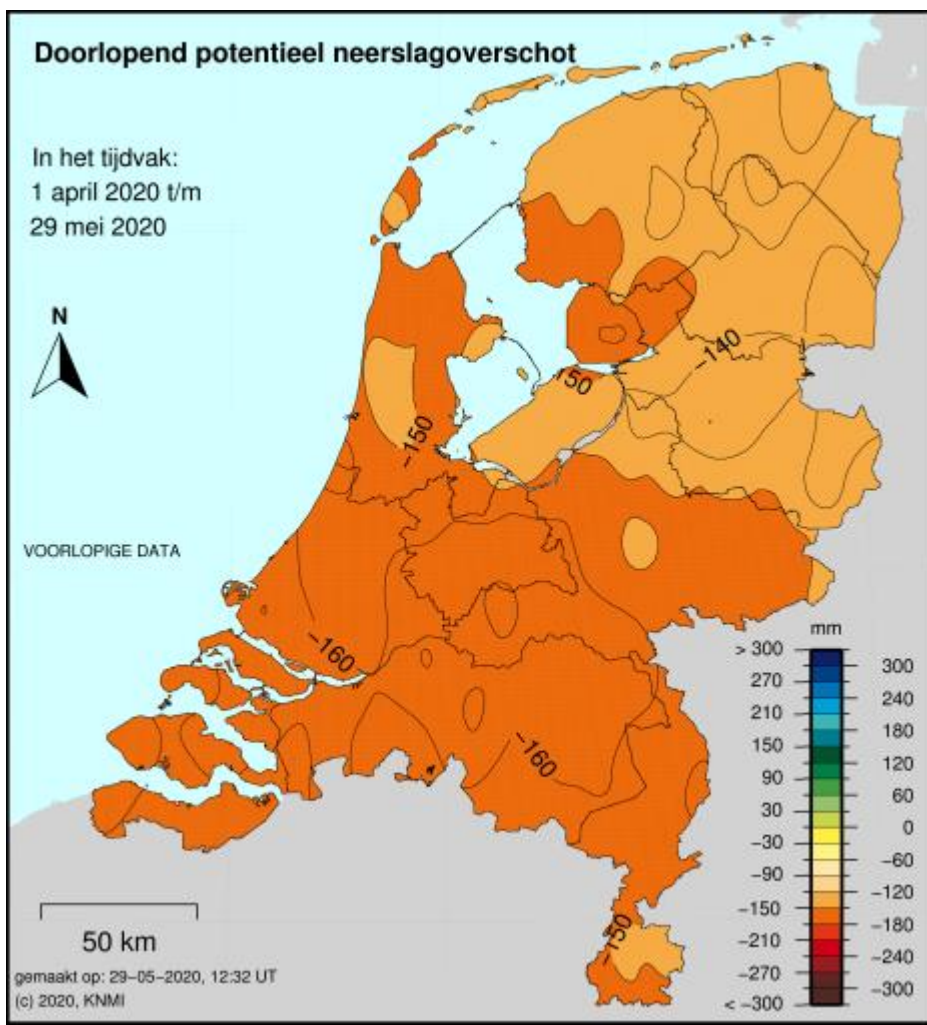 Doorlopend potentieel neerslagoverschot
In het tijdvak:
1 april 2020 t/m
29 mei 2020
N
−140
150
−150
VOORLOPIGE DATA
−160
−160
−150
mm
> 300
300
270
240
210
180
150
120
90
60
30
0
−30
−60
−90
−120
−150
−180
−210
−240
−270
−300
< −300
50 km
gemaakt op: 29−05−2020, 12:32 UT
(c) 2020, KNMI